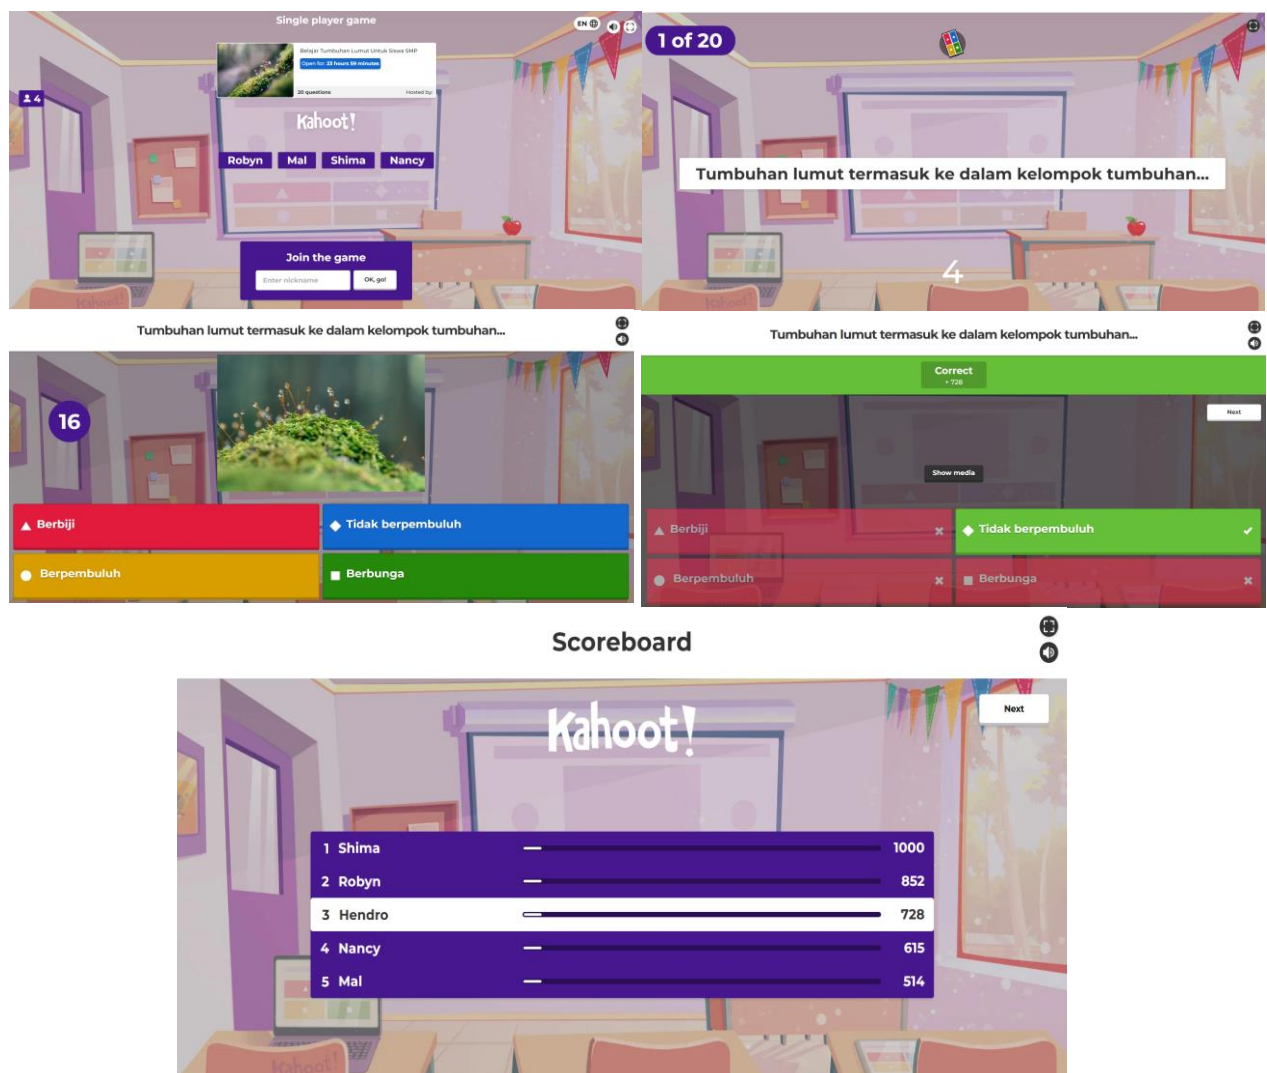 Single player game
EN
Belajar Tumbuhan Lumut Untuk Siswa SMP
Open for: 23 hours 59 minutes
20 questions
Hosted by:
4
Kahoot!
Robyn
Mal
Shima
Nancy
Join the game
Enter nickname
OK, go!
Kahoot!
1 of 20
Tumbuhan lumut termasuk ke dalam kelompok tumbuhan...
4
Kahoot!
Tumbuhan lumut termasuk ke dalam kelompok tumbuhan...
16
Berbiji
Tidak berpembuluh
Berpembuluh
Berbunga
Tumbuhan lumut termasuk ke dalam kelompok tumbuhan...
Correct
+ 728
Next
Show media
Berbiji
Tidak berpembuluh
Berpembuluh
Berbunga
Scoreboard
Kahoot!
Next
1 Shima 1000
2 Robyn 852
3 Hendro 728
4 Nancy 615
5 Mal 514
Kahoot!